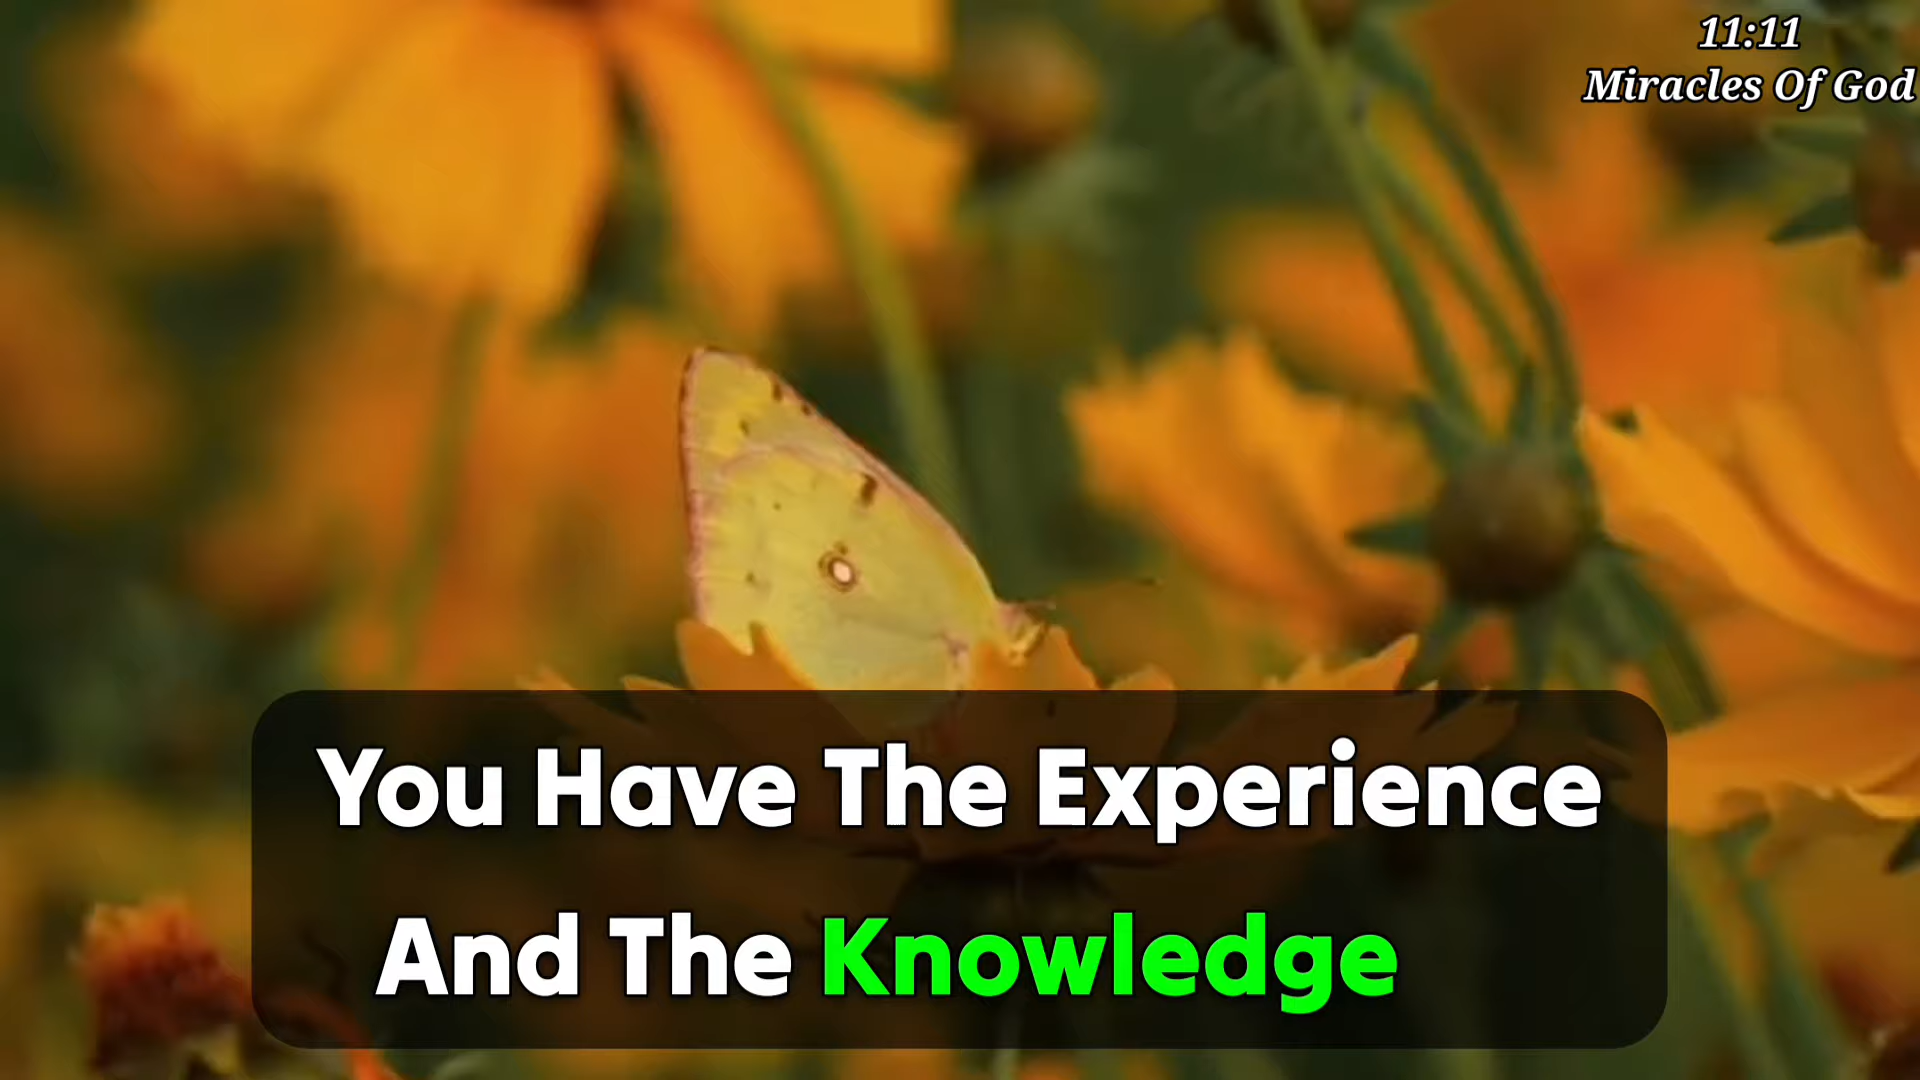 11:11
Miracles Of God
You Have The Experience
And The Knowledge